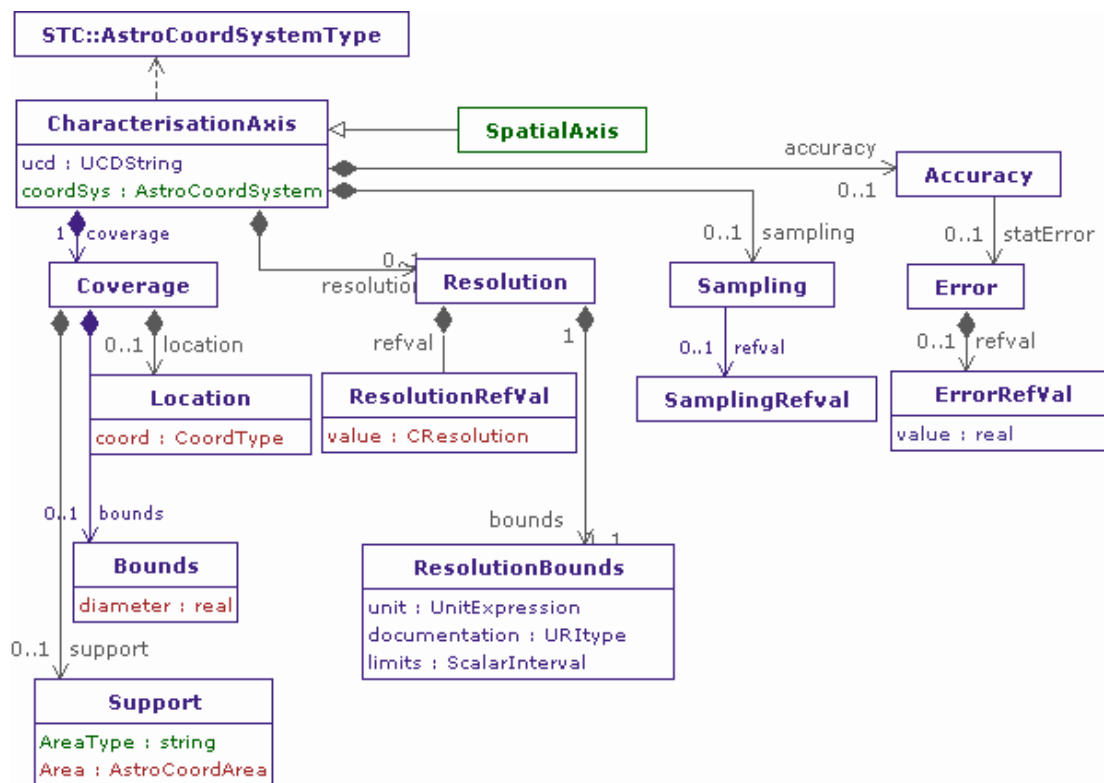 STC::AstroCoordSystemType
CharacterisationAxis
ucd : UCDString
coordSys : AstroCoordSystem
SpatialAxis
accuracy
0..1
Accuracy
1 coverage
0..1
resolution
0..1 sampling
0..1 statError
Coverage
Resolution
Sampling
Error
0..1 location
refval
1
0..1 refval
0..1 refval
Location
coord : CoordType
ResolutionRefVal
value : CResolution
SamplingRefval
ErrorRefVal
value : real
0..1 bounds
bounds
Bounds
diameter : real
ResolutionBounds
unit : UnitExpression
documentation : URItype
limits : ScalarInterval
0..1 support
Support
AreaType : string
Area : AstroCoordArea